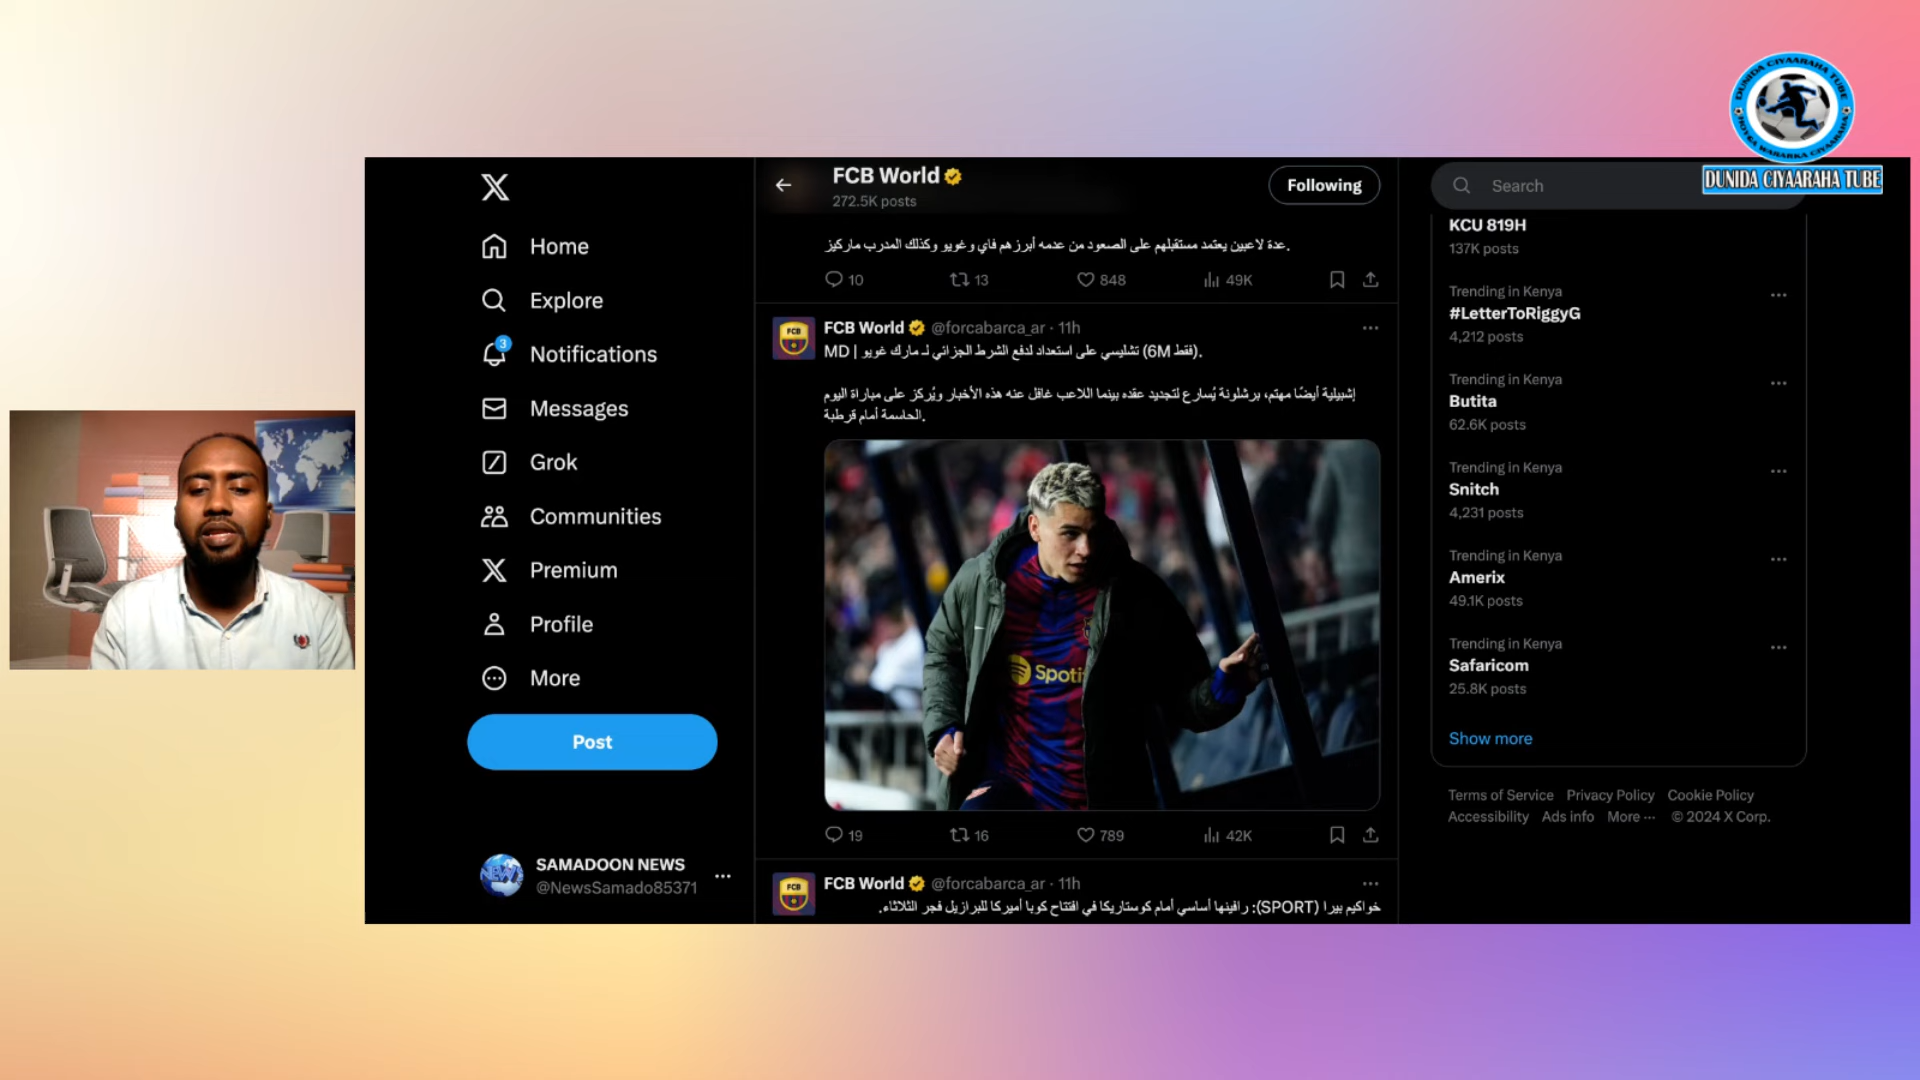 DUNIDA CIYAARAHA TUBE
DUNIDA CIYAARAHA TUBE
Home
Explore
3
Notifications
Messages
Grok
Communities
Premium
Profile
More
Post
SAMADOON NEWS
@NewsSamado85371
FCB World
272.5K posts
Following
عدة لاعبين يعتمد مستقبلهم على الصعود من عدمه أبرزهم فاي وغويو وكذلك المدرب ماركيز.
10 13 848 49K
FCB World @forcabarca_ar · 11h
MD | تشليسي على استعداد لدفع الشرط الجزائي لـ مارك غويو (6M فقط).
إشبيلية أيضًا مهتم، برشلونة يُسارع لتجديد عقده بينما اللاعب غافل عنه هذه الأخبار ويُركز على مباراة اليوم
الحاسمة أمام قرطبة.
FCB
Spoti
19 16 789 42K
FCB World @forcabarca_ar · 11h
خواكيم بيرا (SPORT): رافينها أساسي أمام كوستاريكا في افتتاح كوبا أميركا للبرازيل فجر الثلاثاء.
FCB
Search
KCU 819H
137K posts
Trending in Kenya
#LetterToRiggyG
4,212 posts
Trending in Kenya
Butita
62.6K posts
Trending in Kenya
Snitch
4,231 posts
Trending in Kenya
Amerix
49.1K posts
Trending in Kenya
Safaricom
25.8K posts
Show more
Terms of Service Privacy Policy Cookie Policy
Accessibility Ads info More ··· © 2024 X Corp.